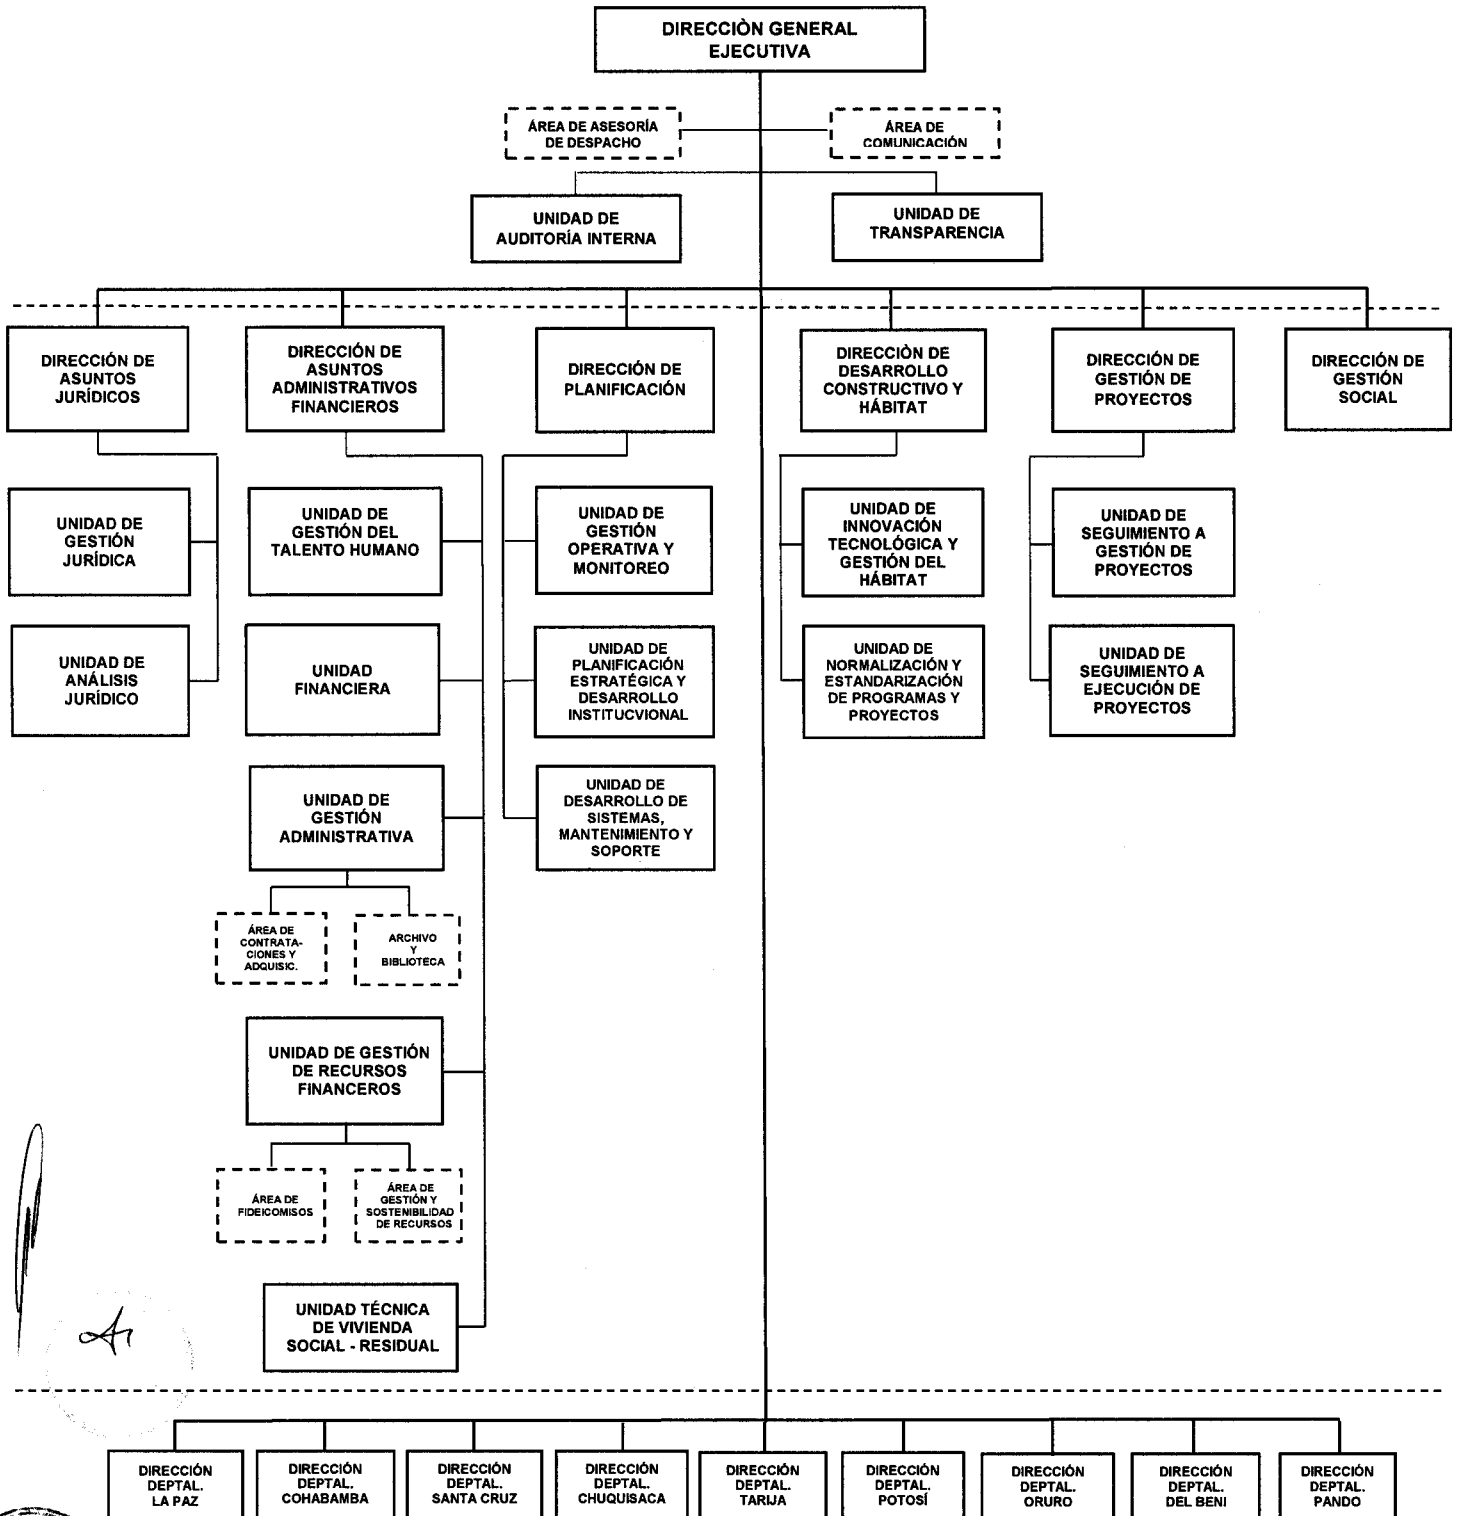 DIRECCIÒN GENERAL
EJECUTIVA
ÁREA DE ASESORÍA
DE DESPACHO
ÁREA DE
COMUNICACIÓN
UNIDAD DE
AUDITORÍA INTERNA
UNIDAD DE
TRANSPARENCIA
DIRECCIÓN DE
ASUNTOS
JURÍDICOS
DIRECCIÓN DE
ASUNTOS
ADMINISTRATIVOS
FINANCIEROS
DIRECCIÓN DE
PLANIFICACIÓN
DIRECCIÒN DE
DESARROLLO
CONSTRUCTIVO Y
HÁBITAT
DIRECCIÓN DE
GESTIÓN DE
PROYECTOS
DIRECCIÓN DE
GESTIÓN
SOCIAL
UNIDAD DE
GESTIÓN
JURÍDICA
UNIDAD DE
GESTIÓN DEL
TALENTO HUMANO
UNIDAD DE
GESTIÓN
OPERATIVA Y
MONITOREO
UNIDAD DE
INNOVACIÓN
TECNOLÓGICA Y
GESTIÓN DEL
HÁBITAT
UNIDAD DE
SEGUIMIENTO A
GESTIÓN DE
PROYECTOS
UNIDAD DE
ANÁLISIS
JURÍDICO
UNIDAD
FINANCIERA
UNIDAD DE
PLANIFICACIÓN
ESTRATÉGICA Y
DESARROLLO
INSTITUCVIONAL
UNIDAD DE
NORMALIZACIÓN Y
ESTANDARIZACIÓN
DE PROGRAMAS Y
PROYECTOS
UNIDAD DE
SEGUIMIENTO A
EJECUCIÓN DE
PROYECTOS
UNIDAD DE
GESTIÓN
ADMINISTRATIVA
UNIDAD DE
DESARROLLO DE
SISTEMAS,
MANTENIMIENTO Y
SOPORTE
ÁREA DE
CONTRATA-
CIONES Y
ADQUISIC.
ARCHIVO
Y
BIBLIOTECA
UNIDAD DE GESTIÓN
DE RECURSOS
FINANCEROS
ÁREA DE
FIDEICOMISOS
ÁREA DE
GESTIÓN Y
SOSTENIBILIDAD
DE RECURSOS
UNIDAD TÉCNICA
DE VIVIENDA
SOCIAL - RESIDUAL
DIRECCIÓN
DEPTAL.
LA PAZ
DIRECCIÓN
DEPTAL.
COHABAMBA
DIRECCIÓN
DEPTAL.
SANTA CRUZ
DIRECCIÓN
DEPTAL.
CHUQUISACA
DIRECCIÓN
DEPTAL.
TARIJA
DIRECCIÓN
DEPTAL.
POTOSÍ
DIRECCIÓN
DEPTAL.
ORURO
DIRECCIÓN
DEPTAL.
DEL BENI
DIRECCIÓN
DEPTAL.
PANDO